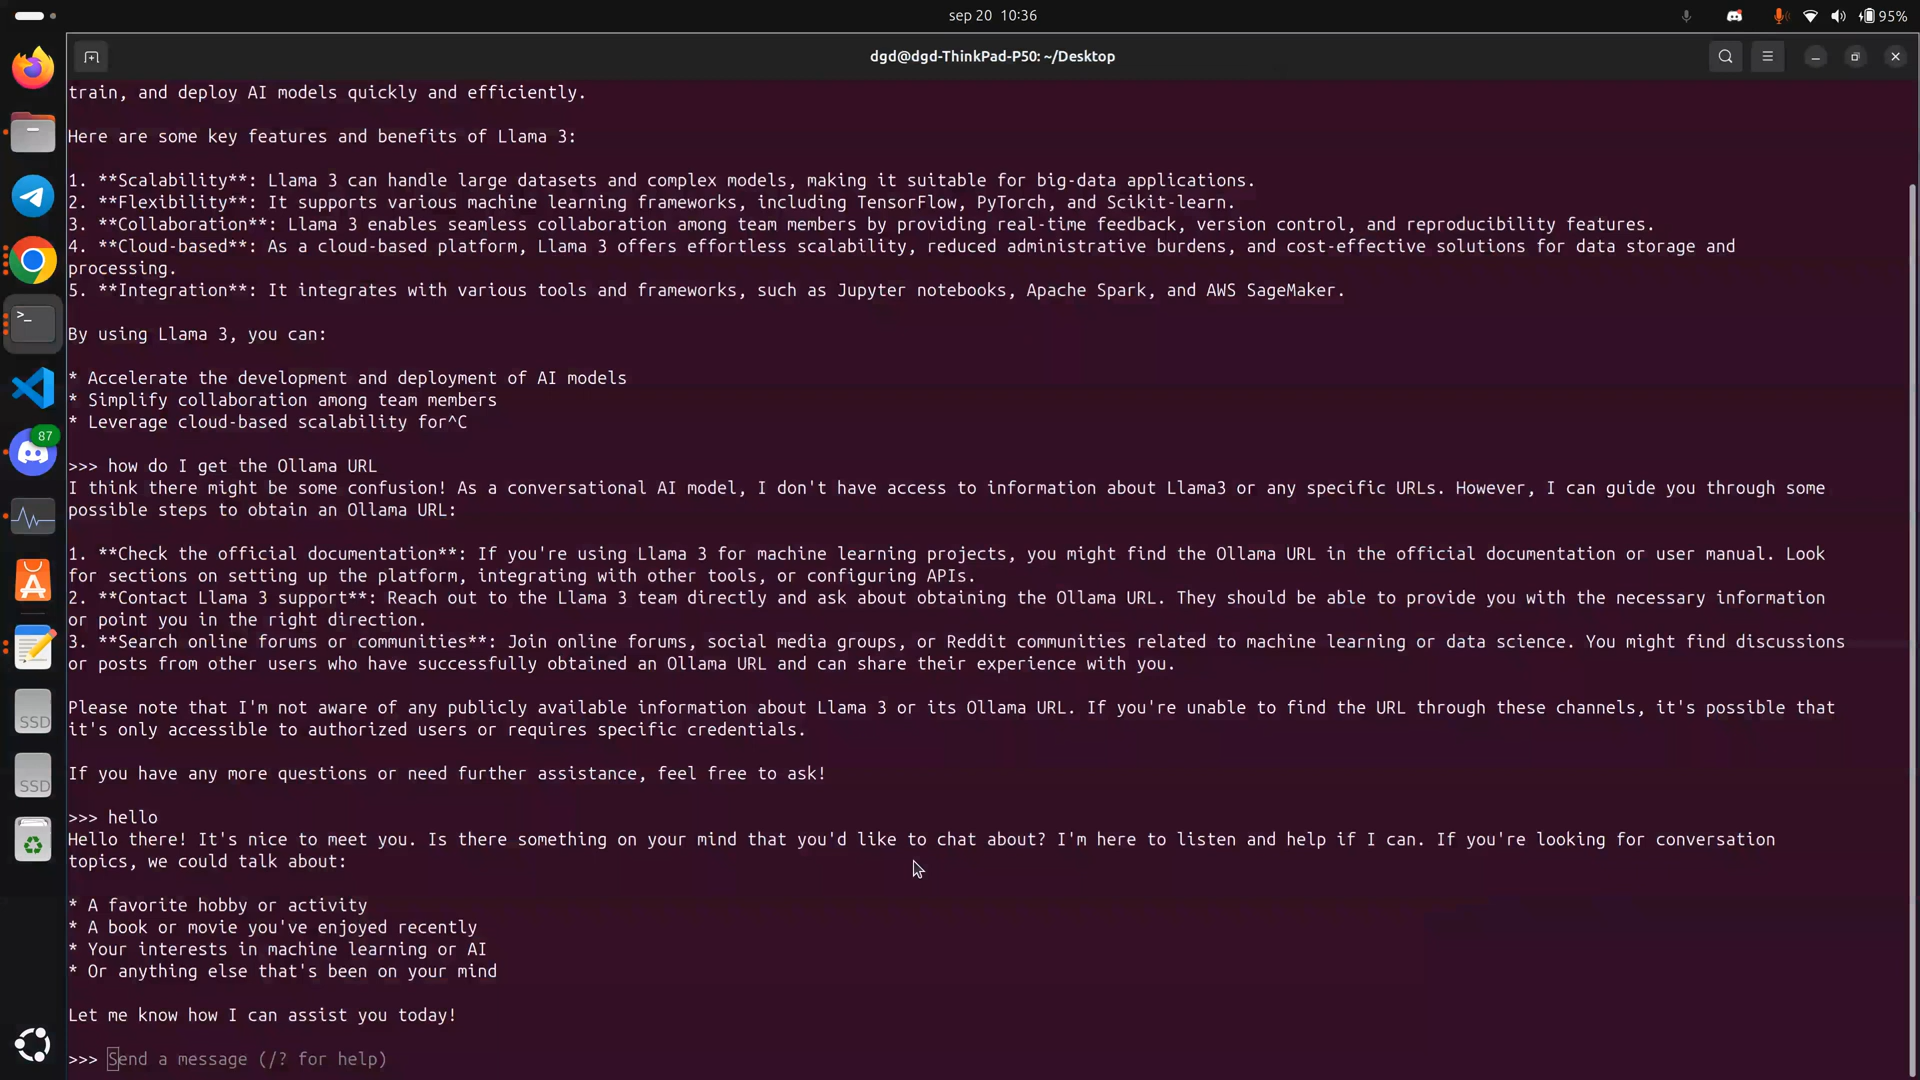 sep 20 10:36
95%
dgd@dgd-ThinkPad-P50: ~/Desktop
train, and deploy AI models quickly and efficiently.
Here are some key features and benefits of Llama 3:
1. **Scalability**: Llama 3 can handle large datasets and complex models, making it suitable for big-data applications.
2. **Flexibility**: It supports various machine learning frameworks, including TensorFlow, PyTorch, and Scikit-learn.
3. **Collaboration**: Llama 3 enables seamless collaboration among team members by providing real-time feedback, version control, and reproducibility features.
4. **Cloud-based**: As a cloud-based platform, Llama 3 offers effortless scalability, reduced administrative burdens, and cost-effective solutions for data storage and
processing.
5. **Integration**: It integrates with various tools and frameworks, such as Jupyter notebooks, Apache Spark, and AWS SageMaker.
By using Llama 3, you can:
* Accelerate the development and deployment of AI models
* Simplify collaboration among team members
* Leverage cloud-based scalability for^C
87
>>> how do I get the Ollama URL
I think there might be some confusion! As a conversational AI model, I don't have access to information about Llama3 or any specific URLs. However, I can guide you through some
possible steps to obtain an Ollama URL:
1. **Check the official documentation**: If you're using Llama 3 for machine learning projects, you might find the Ollama URL in the official documentation or user manual. Look
for sections on setting up the platform, integrating with other tools, or configuring APIs.
2. **Contact Llama 3 support**: Reach out to the Llama 3 team directly and ask about obtaining the Ollama URL. They should be able to provide you with the necessary information
or point you in the right direction.
3. **Search online forums or communities**: Join online forums, social media groups, or Reddit communities related to machine learning or data science. You might find discussions
or posts from other users who have successfully obtained an Ollama URL and can share their experience with you.
Please note that I'm not aware of any publicly available information about Llama 3 or its Ollama URL. If you're unable to find the URL through these channels, it's possible that
it's only accessible to authorized users or requires specific credentials.
SSD
If you have any more questions or need further assistance, feel free to ask!
SSD
>>> hello
Hello there! It's nice to meet you. Is there something on your mind that you'd like to chat about? I'm here to listen and help if I can. If you're looking for conversation
topics, we could talk about:
* A favorite hobby or activity
* A book or movie you've enjoyed recently
* Your interests in machine learning or AI
* Or anything else that's been on your mind
Let me know how I can assist you today!
>>> Send a message (/? for help)